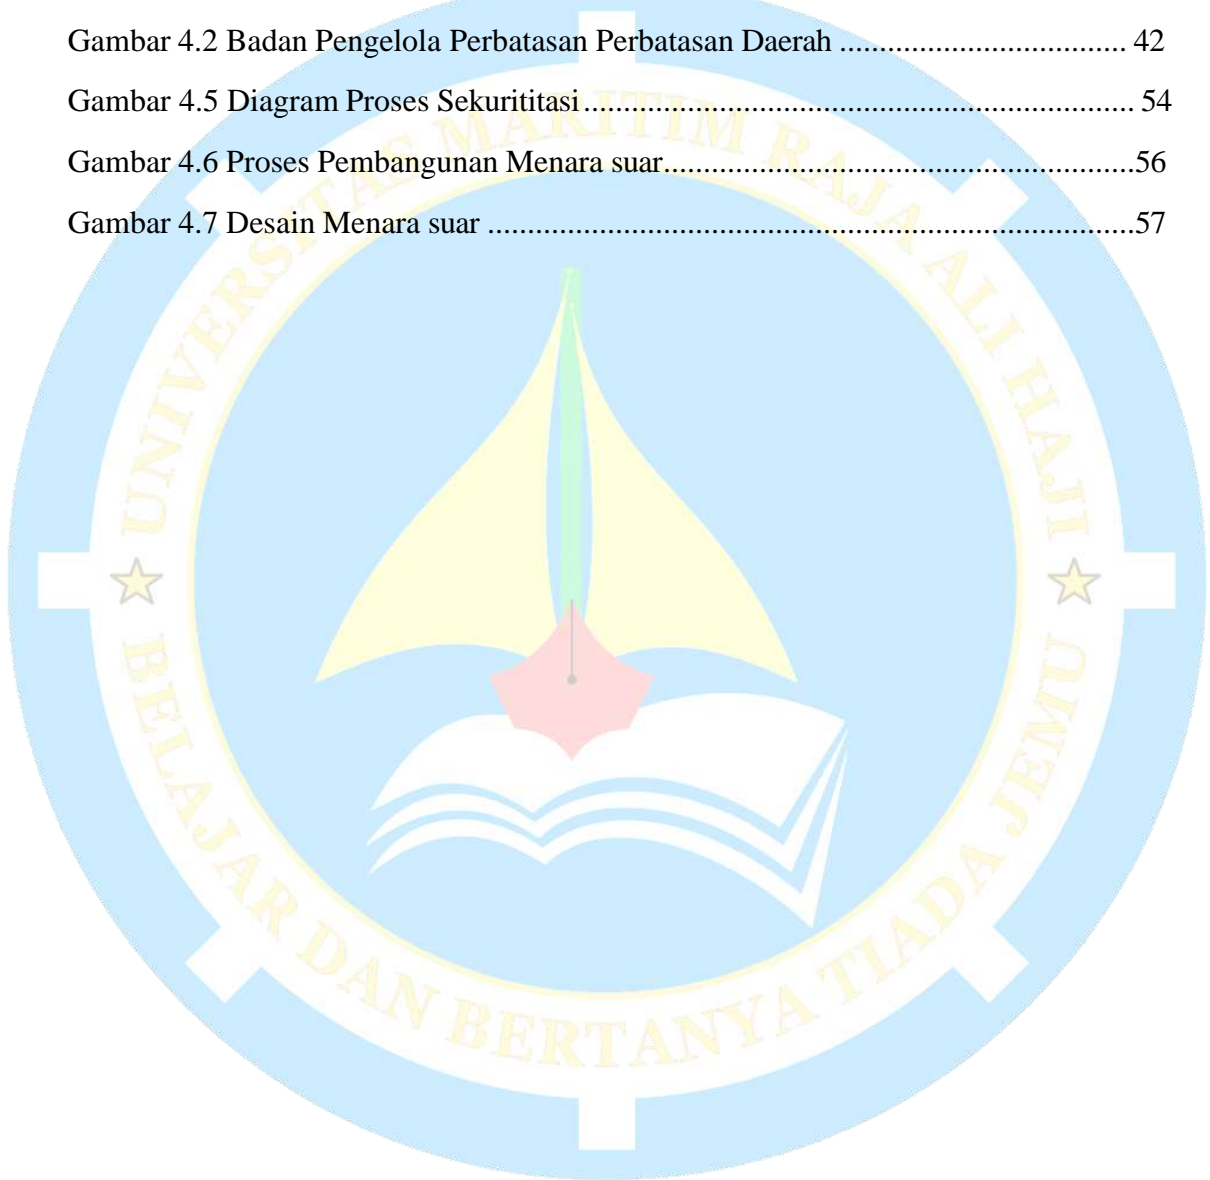 Gambar 4.2 Badan Pengelola Perbatasan Perbatasan Daerah .................................... 42
Gambar 4.5 Diagram Proses Sekurititasi..................................................................... 54
Gambar 4.6 Proses Pembangunan Menara suar...........................................................56
Gambar 4.7 Desain Menara suar .................................................................................57
UNIVERSITAS MARITIM RAJA ALI HAJI
BELAJAR DAN BERTANYA TIADA JEMU